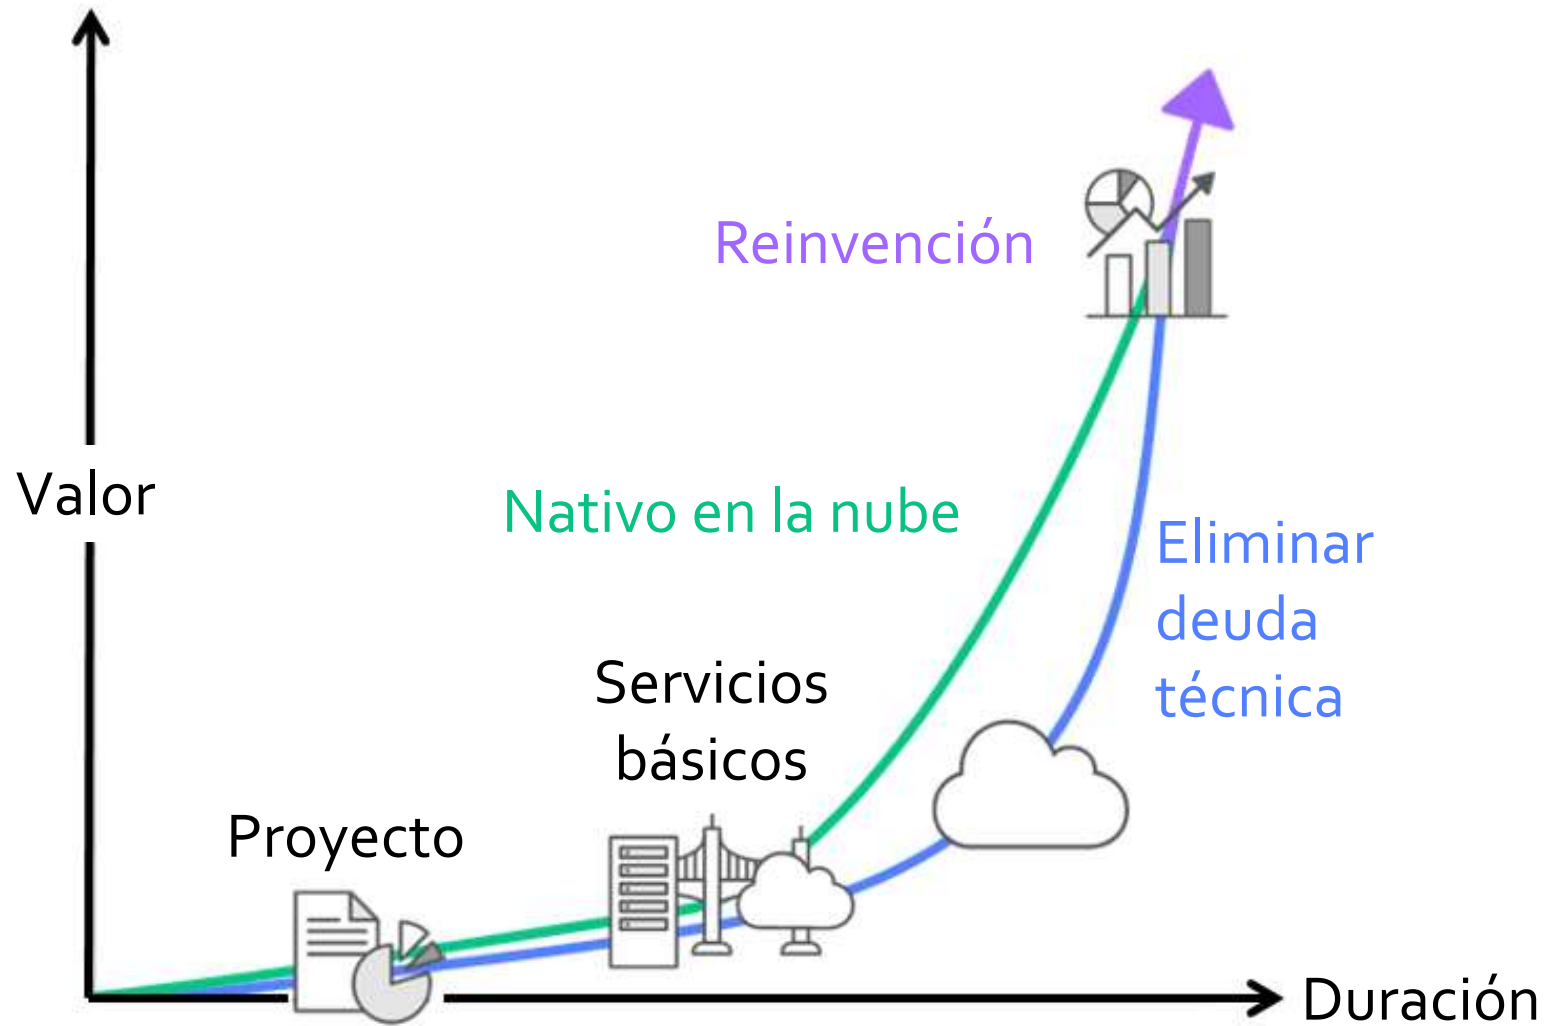 Reinvención
Valor
Nativo en la nube
Eliminar
deuda
técnica
Servicios
básicos
Proyecto
Duración